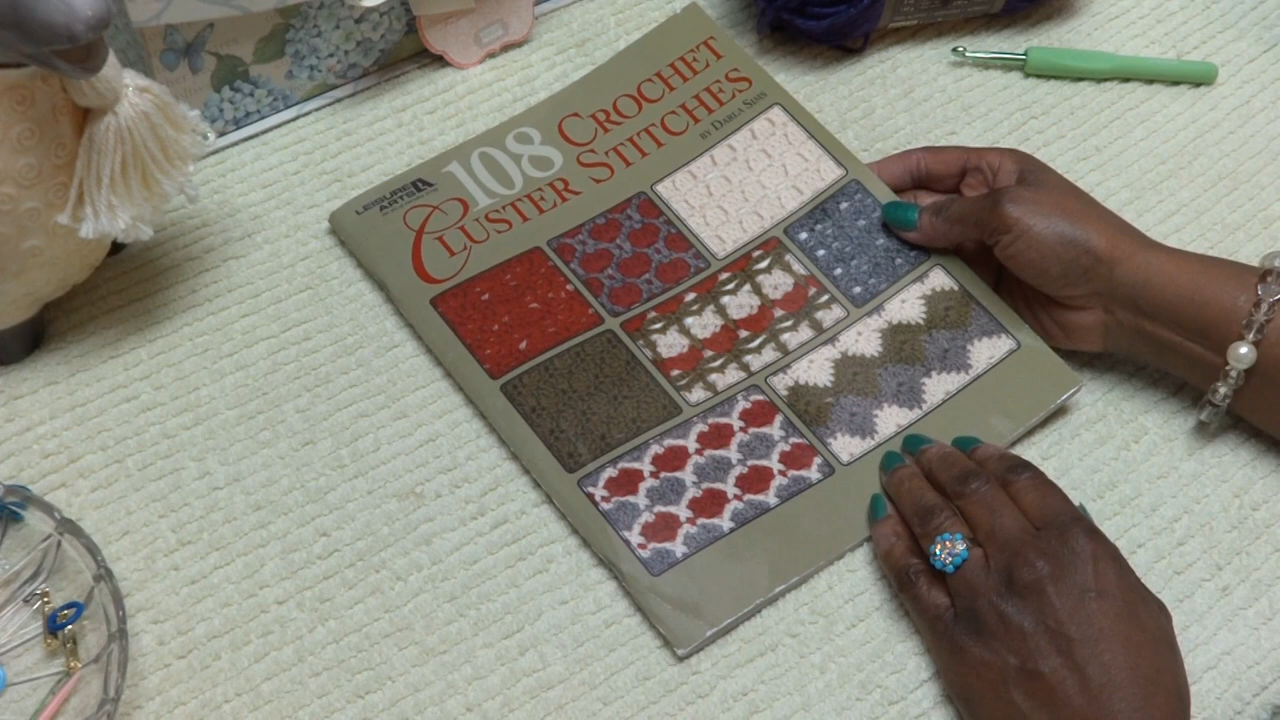 108 CROCHET
CLUSTER STITCHES
BY DARLA SIMS
LEISURE
ARTS